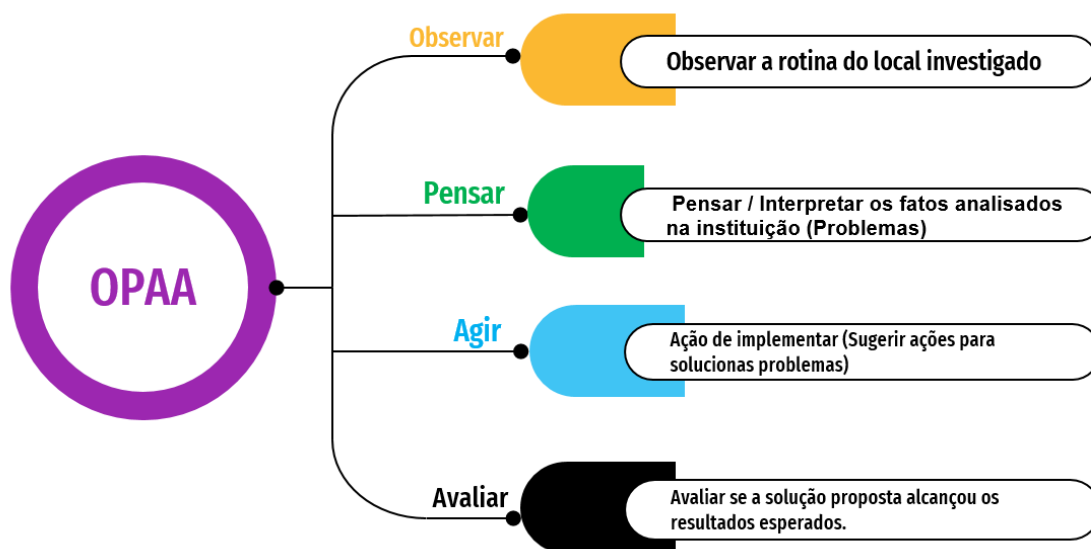 Observar
Observar a rotina do local investigado
Pensar
Pensar / Interpretar os fatos analisados
na instituição (Problemas)
OPAA
Agir
Ação de implementar (Sugerir ações para
solucionas problemas)
Avaliar
Avaliar se a solução proposta alcançou os
resultados esperados.